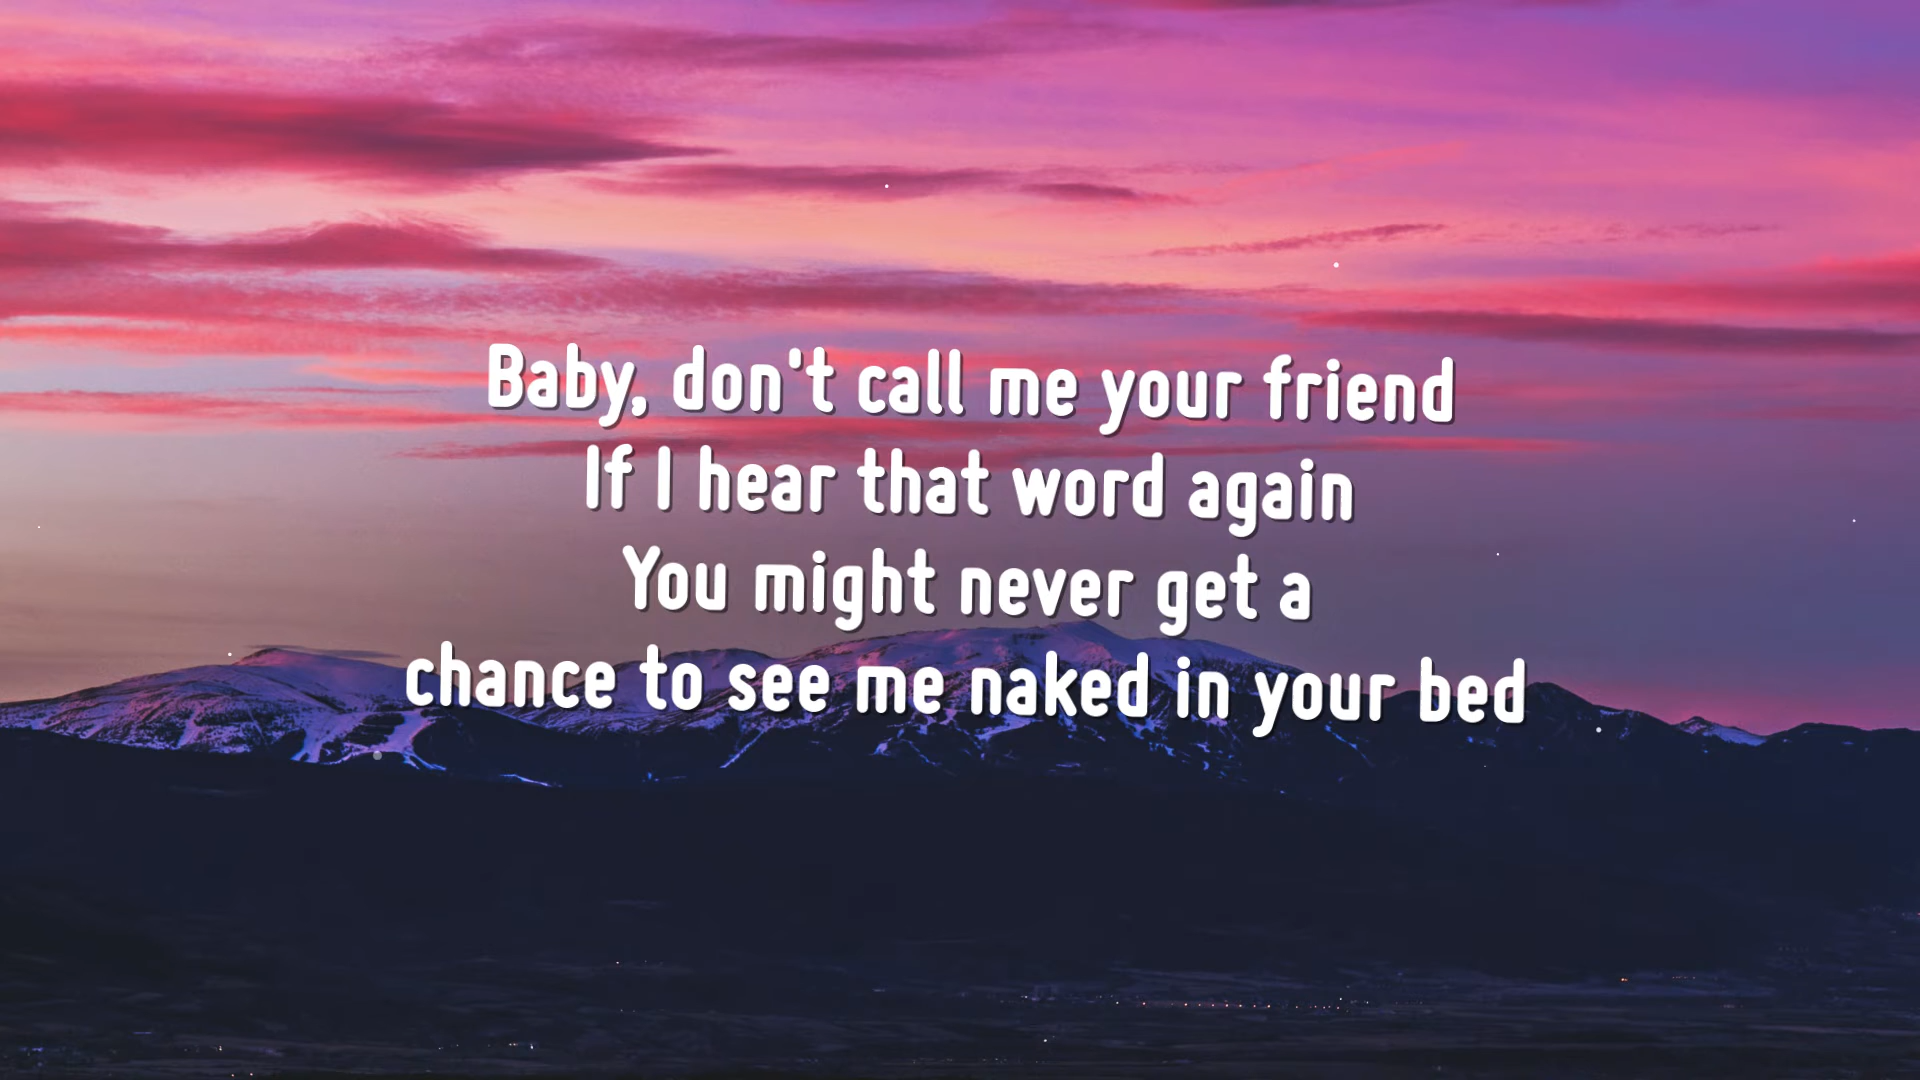 Baby, don't call me your friend
If I hear that word again
You might never get a
chance to see me naked in your bed